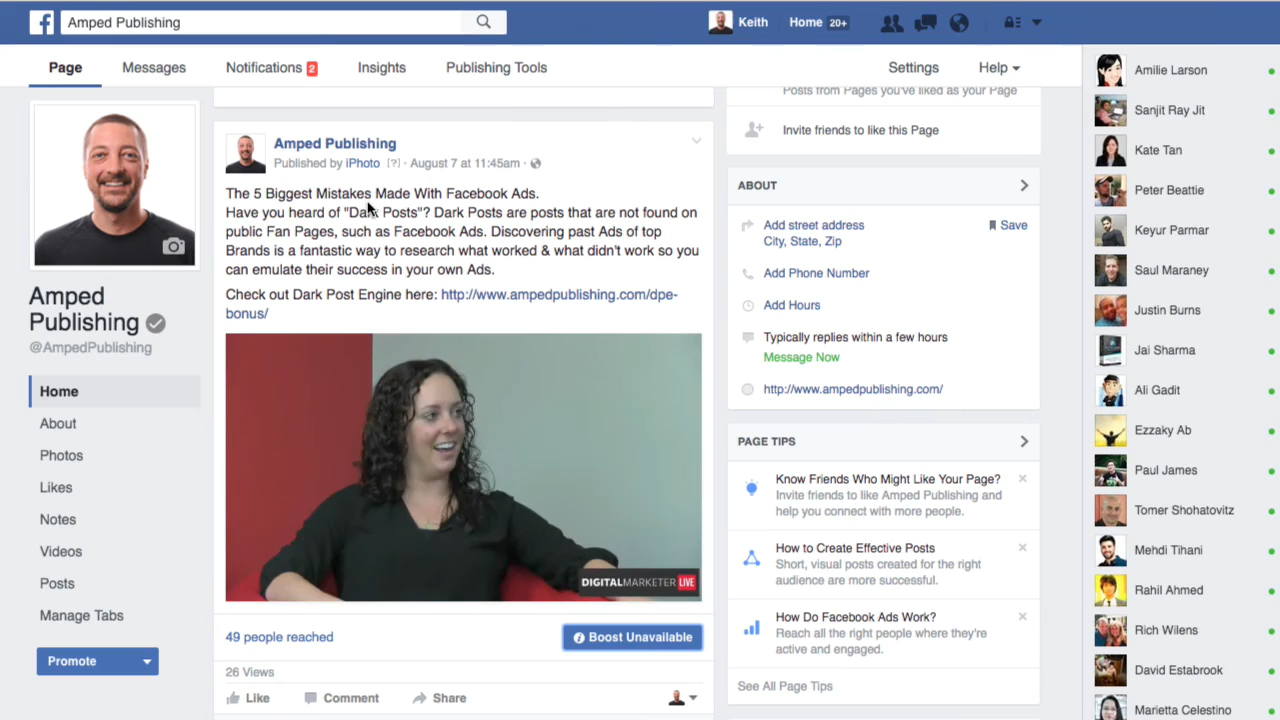 Amped Publishing
Keith
Home 20+
Page
Messages
Notifications 2
Insights
Publishing Tools
Settings
Help
Amped
Publishing
@AmpedPublishing
Home
About
Photos
Likes
Notes
Videos
Posts
Manage Tabs
Promote
Amped Publishing
Published by iPhoto [?] · August 7 at 11:45am ·
The 5 Biggest Mistakes Made With Facebook Ads.
Have you heard of "Dark Posts"? Dark Posts are posts that are not found on
public Fan Pages, such as Facebook Ads. Discovering past Ads of top
Brands is a fantastic way to research what worked & what didn't work so you
can emulate their success in your own Ads.
Check out Dark Post Engine here: http://www.ampedpublishing.com/dpe-
bonus/
DIGITALMARKETER LIVE
49 people reached
Boost Unavailable
26 Views
Like
Comment
Share
Posts from Pages you've liked as your Page
Invite friends to like this Page
ABOUT
Add street address
City, State, Zip
Save
Add Phone Number
Add Hours
Typically replies within a few hours
Message Now
http://www.ampedpublishing.com/
PAGE TIPS
Know Friends Who Might Like Your Page?
Invite friends to like Amped Publishing and
help you connect with more people.
How to Create Effective Posts
Short, visual posts created for the right
audience are more successful.
How Do Facebook Ads Work?
Reach all the right people where they're
active and engaged.
See All Page Tips
Amilie Larson
Sanjit Ray Jit
Kate Tan
Peter Beattie
Keyur Parmar
Saul Maraney
Justin Burns
Jai Sharma
Ali Gadit
Ezzaky Ab
Paul James
Tomer Shohatovitz
Mehdi Tihani
Rahil Ahmed
Rich Wilens
David Estabrook
Marietta Celestino